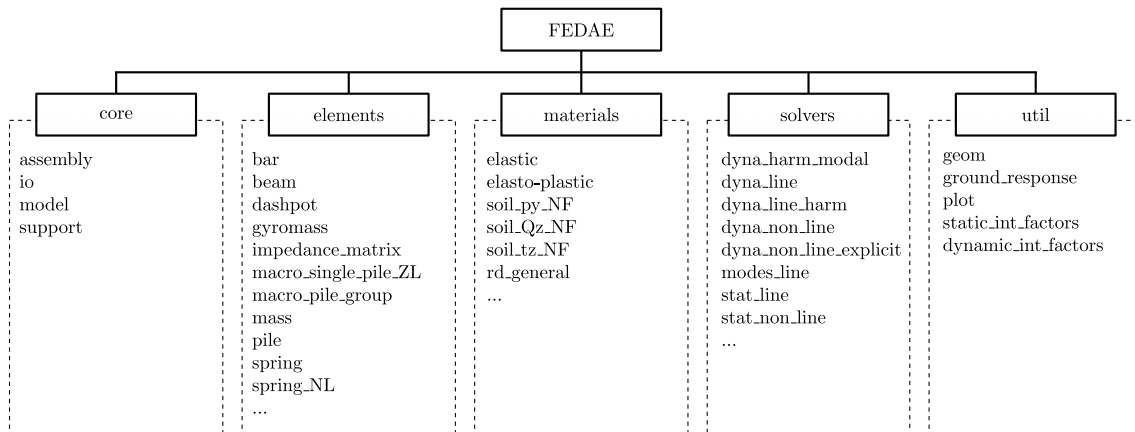 FEDAE
core
assembly
io
model
support
elements
bar
beam
dashpot
gyromass
impedance_matrix
macro_single_pile_ZL
macro_pile_group
mass
pile
spring
spring_NL
...
materials
elastic
elasto-plastic
soil_py_NF
soil_Qz_NF
soil_tz_NF
rd_general
...
solvers
dyna_harm_modal
dyna_line
dyna_line_harm
dyna_non_line
dyna_non_line_explicit
modes_line
stat_line
stat_non_line
...
util
geom
ground_response
plot
static_int_factors
dynamic_int_factors